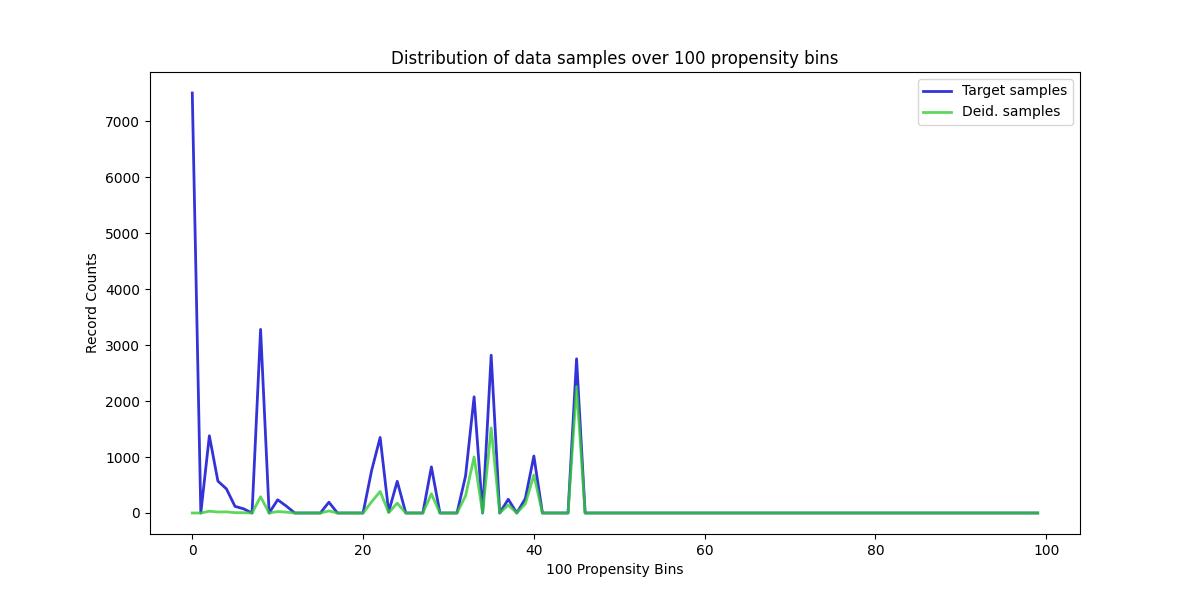 Distribution of data samples over 100 propensity bins
Target samples
Deid. samples
7000
6000
5000
4000
3000
2000
1000
0
Record Counts
0 20 40 60 80 100
100 Propensity Bins